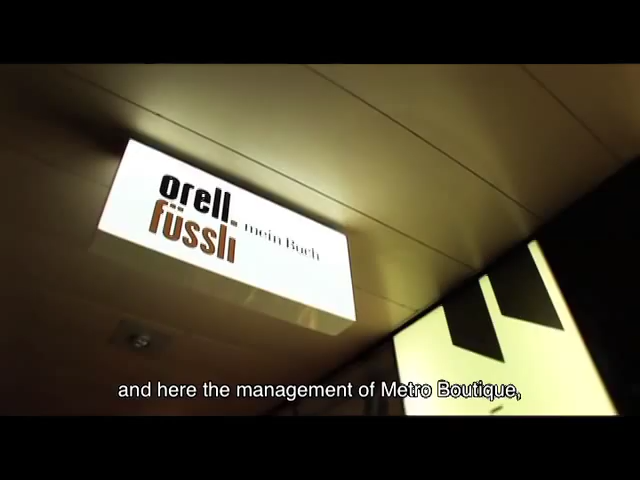 orell.
füssli
mein Buch
and here the management of Metro Boutique,